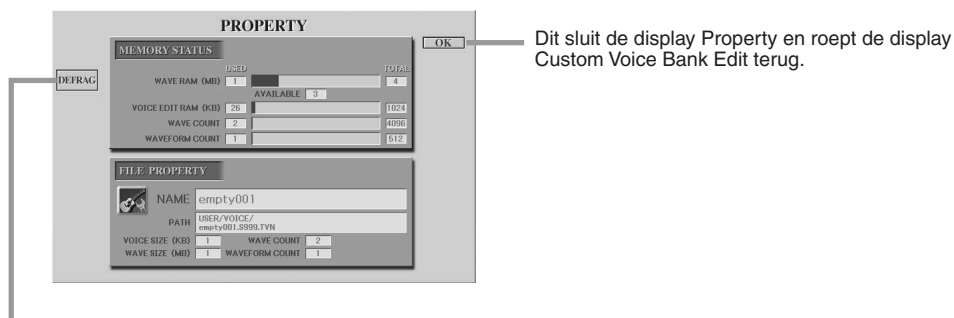 PROPERTY
OK
Dit sluit de display Property en roept de display
Custom Voice Bank Edit terug.
DEFRAG
MEMORY STATUS
USED TOTAL
WAVE RAM (MB) 1 4
AVAILABLE 3
VOICE EDIT RAM (KB) 26 1024
WAVE COUNT 2 4096
WAVEFORM COUNT 1 512
FILE PROPERTY
NAME empty001
PATH USER/VOICE/
empty001.S999.TVN
VOICE SIZE (KB) 1 WAVE COUNT 2
WAVE SIZE (MB) 1 WAVEFORM COUNT 1